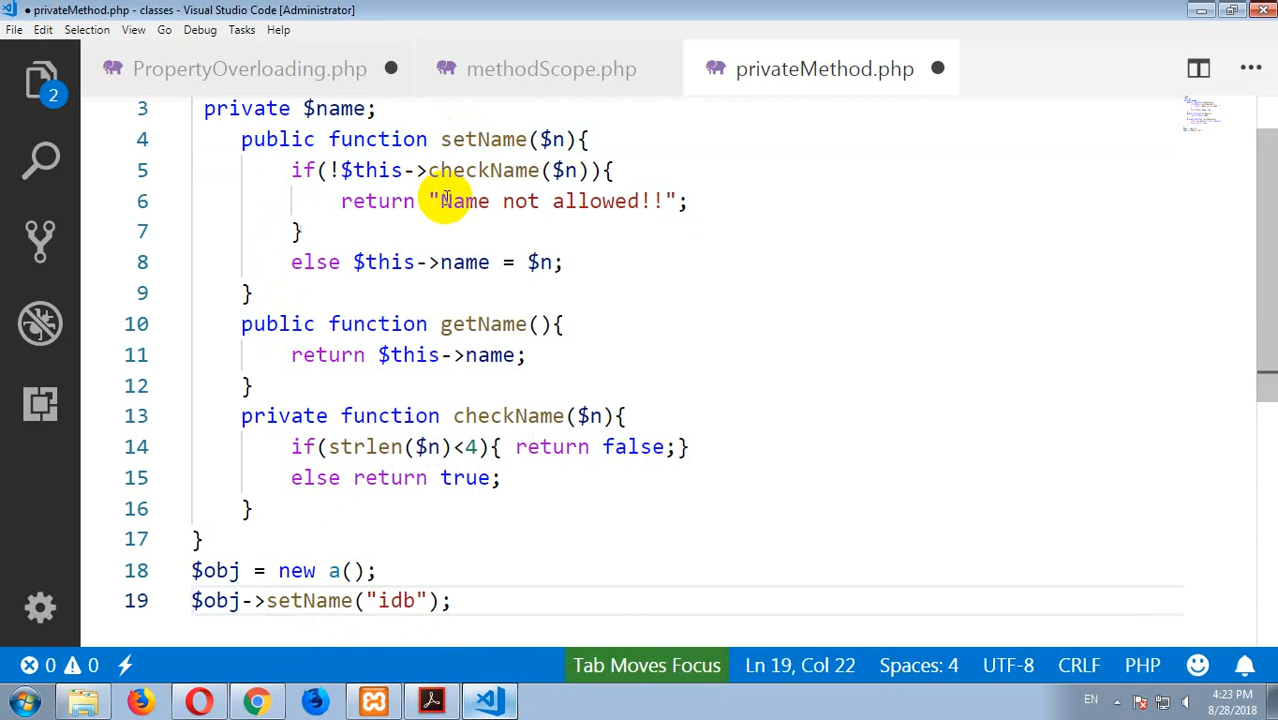 privateMethod.php - classes - Visual Studio Code [Administrator]
File Edit Selection View Go Debug Tasks Help
PropertyOverloading.php methodScope.php privateMethod.php
2
3 private $name;
4 public function setName($n){
5 if(!$this->checkName($n)){
6 return "Name not allowed!!";
7 }
8 else $this->name = $n;
9 }
10 public function getName(){
11 return $this->name;
12 }
13 private function checkName($n){
14 if(strlen($n)<4){ return false;}
15 else return true;
16 }
17 }
18 $obj = new a();
19 $obj->setName("idb");
0 0 Tab Moves Focus Ln 19, Col 22 Spaces: 4 UTF-8 CRLF PHP
EN 4:23 PM
8/28/2018